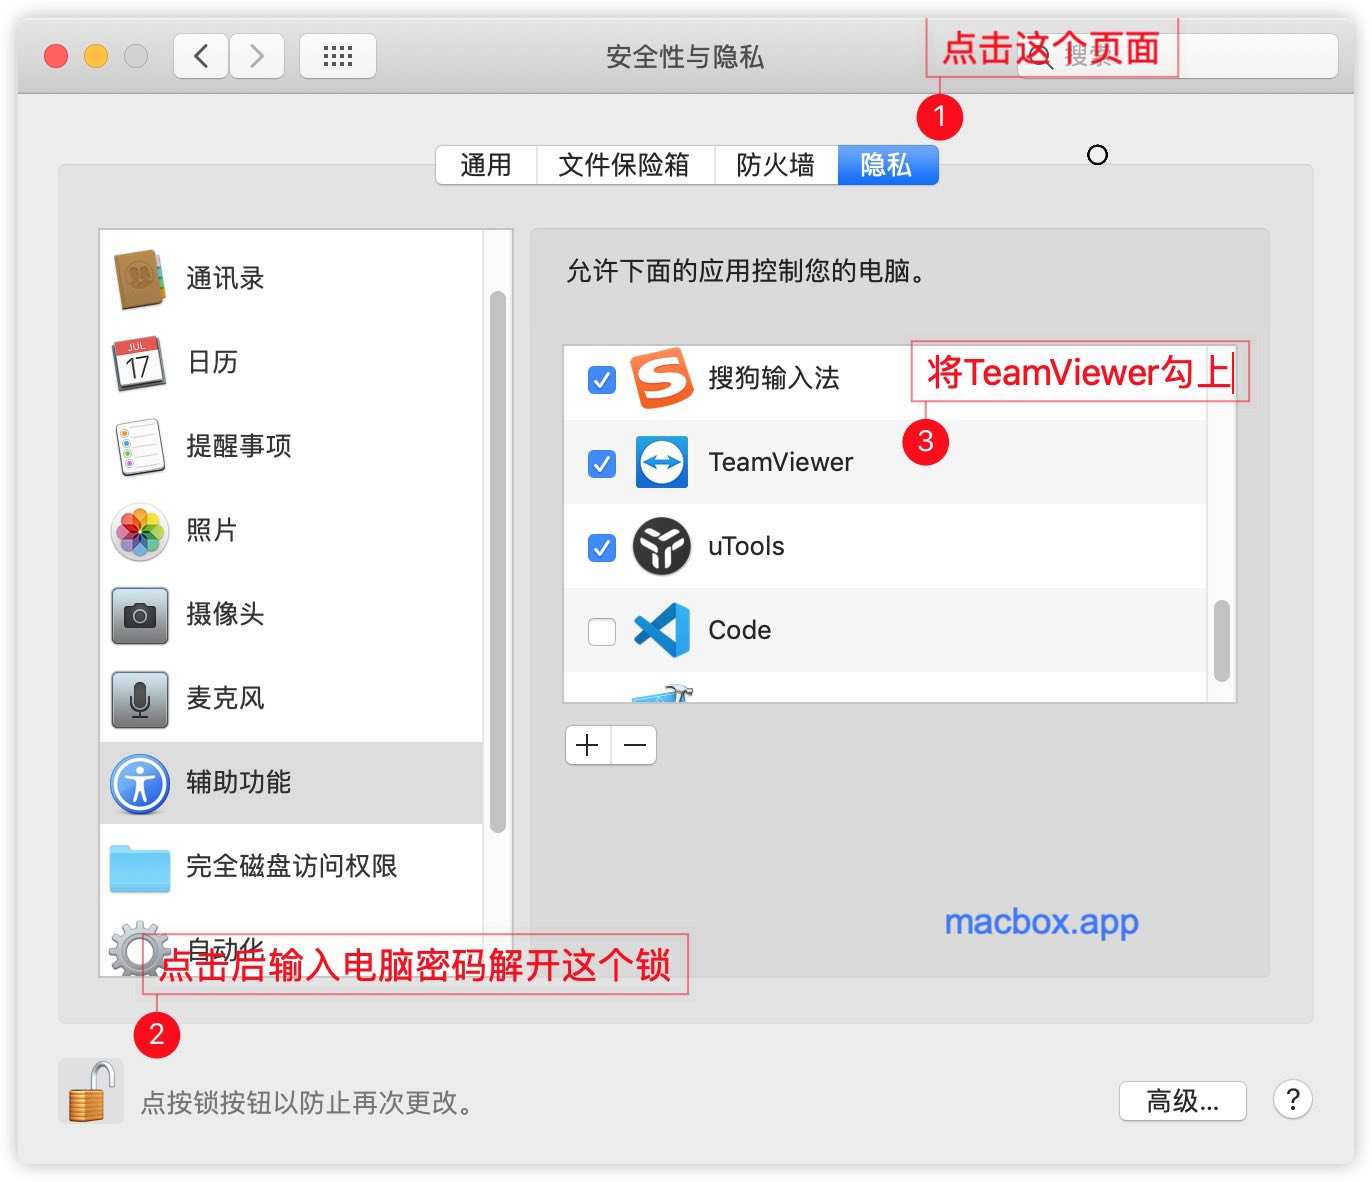 安全性与隐私
点击这个页面
搜索
1
通用
文件保险箱
防火墙
隐私
通讯录
JUL
17
日历
提醒事项
照片
摄像头
麦克风
辅助功能
完全磁盘访问权限
自动化
点击后输入电脑密码解开这个锁
2
允许下面的应用控制您的电脑。
搜狗输入法
将TeamViewer勾上
3
TeamViewer
uTools
Code
macbox.app
点按锁按钮以防止再次更改。
高级...
?